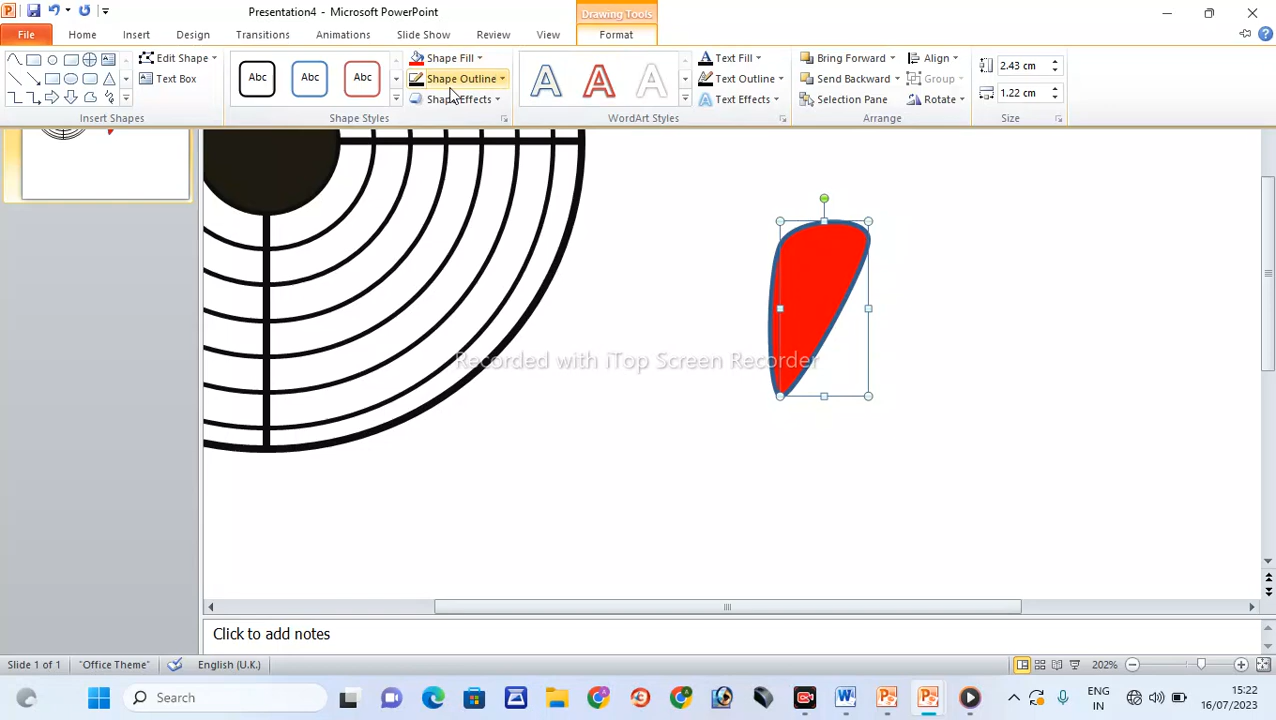 Presentation4 - Microsoft PowerPoint
Drawing Tools
File Home Insert Design Transitions Animations Slide Show Review View Format
Edit Shape
Text Box
Insert Shapes
Abc Abc Abc
Shape Fill
Shape Outline
Shape Effects
Shape Styles
A A A
Text Fill
Text Outline
Text Effects
WordArt Styles
Bring Forward
Send Backward
Selection Pane
Align
Group
Rotate
Arrange
2.43 cm
1.22 cm
Size
Recorded with iTop Screen Recorder
Click to add notes
Slide 1 of 1 "Office Theme" English (U.K.) 202%
Search
ENG
IN
13:22
16/07/2023